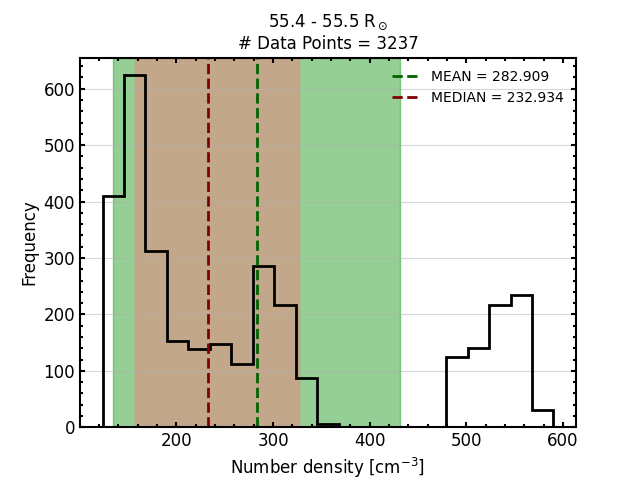 55.4 - 55.5 R⊙
# Data Points = 3237
MEAN = 282.909
MEDIAN = 232.934
Frequency
600
500
400
300
200
100
0
200 300 400 500 600
Number density [cm⁻³]